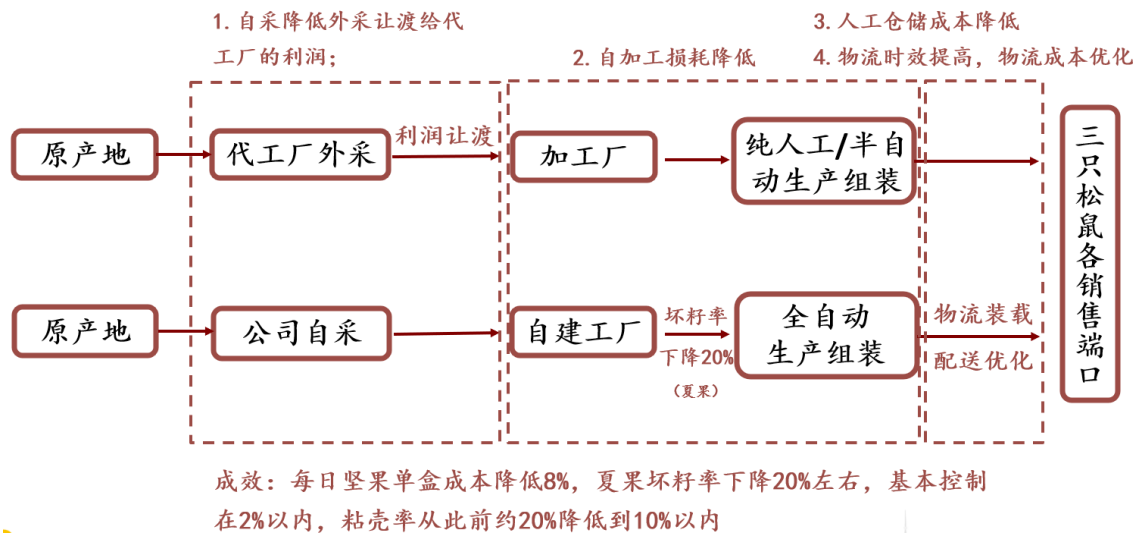 1. 自采降低外采让渡给代
工厂的利润；
2. 自加工损耗降低
3. 人工仓储成本降低
4. 物流时效提高，物流成本优化
原产地
代工厂外采
利润让渡
加工厂
纯人工/半自
动生产组装
三只松鼠各销售端口
原产地
公司自采
自建工厂
坏籽率
下降20%
（夏果）
全自动
生产组装
物流装载
配送优化
成效：每日坚果单盒成本降低8%，夏果坏籽率下降20%左右，基本控制
在2%以内，粘壳率从此前约20%降低到10%以内